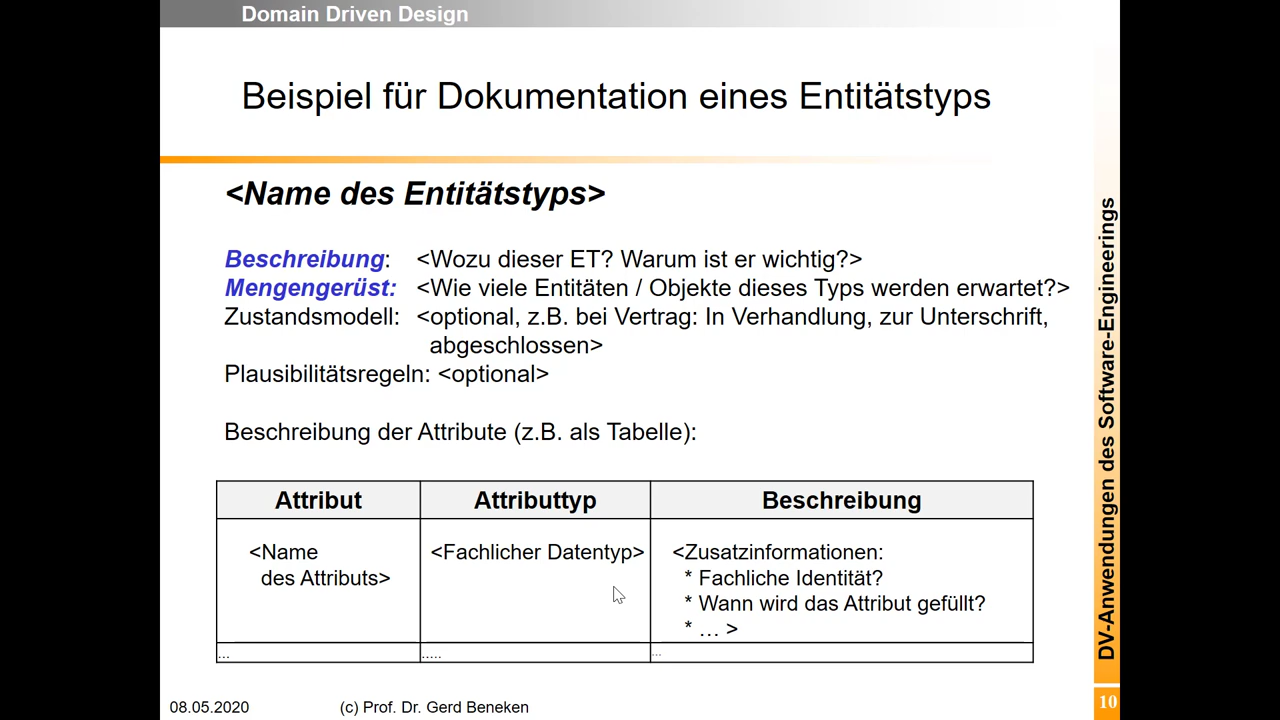 Domain Driven Design
Beispiel für Dokumentation eines Entitätstyps
<Name des Entitätstyps>
Beschreibung: <Wozu dieser ET? Warum ist er wichtig?>
Mengengerüst: <Wie viele Entitäten / Objekte dieses Typs werden erwartet?>
Zustandsmodell: <optional, z.B. bei Vertrag: In Verhandlung, zur Unterschrift,
abgeschlossen>
Plausibilitätsregeln: <optional>
Beschreibung der Attribute (z.B. als Tabelle):
Attribut Attributtyp Beschreibung
<Name <Fachlicher Datentyp> <Zusatzinformationen:
des Attributs> * Fachliche Identität?
* Wann wird das Attribut gefüllt?
* … >
... ..... ...
DV-Anwendungen des Software-Engineerings
08.05.2020 (c) Prof. Dr. Gerd Beneken 10